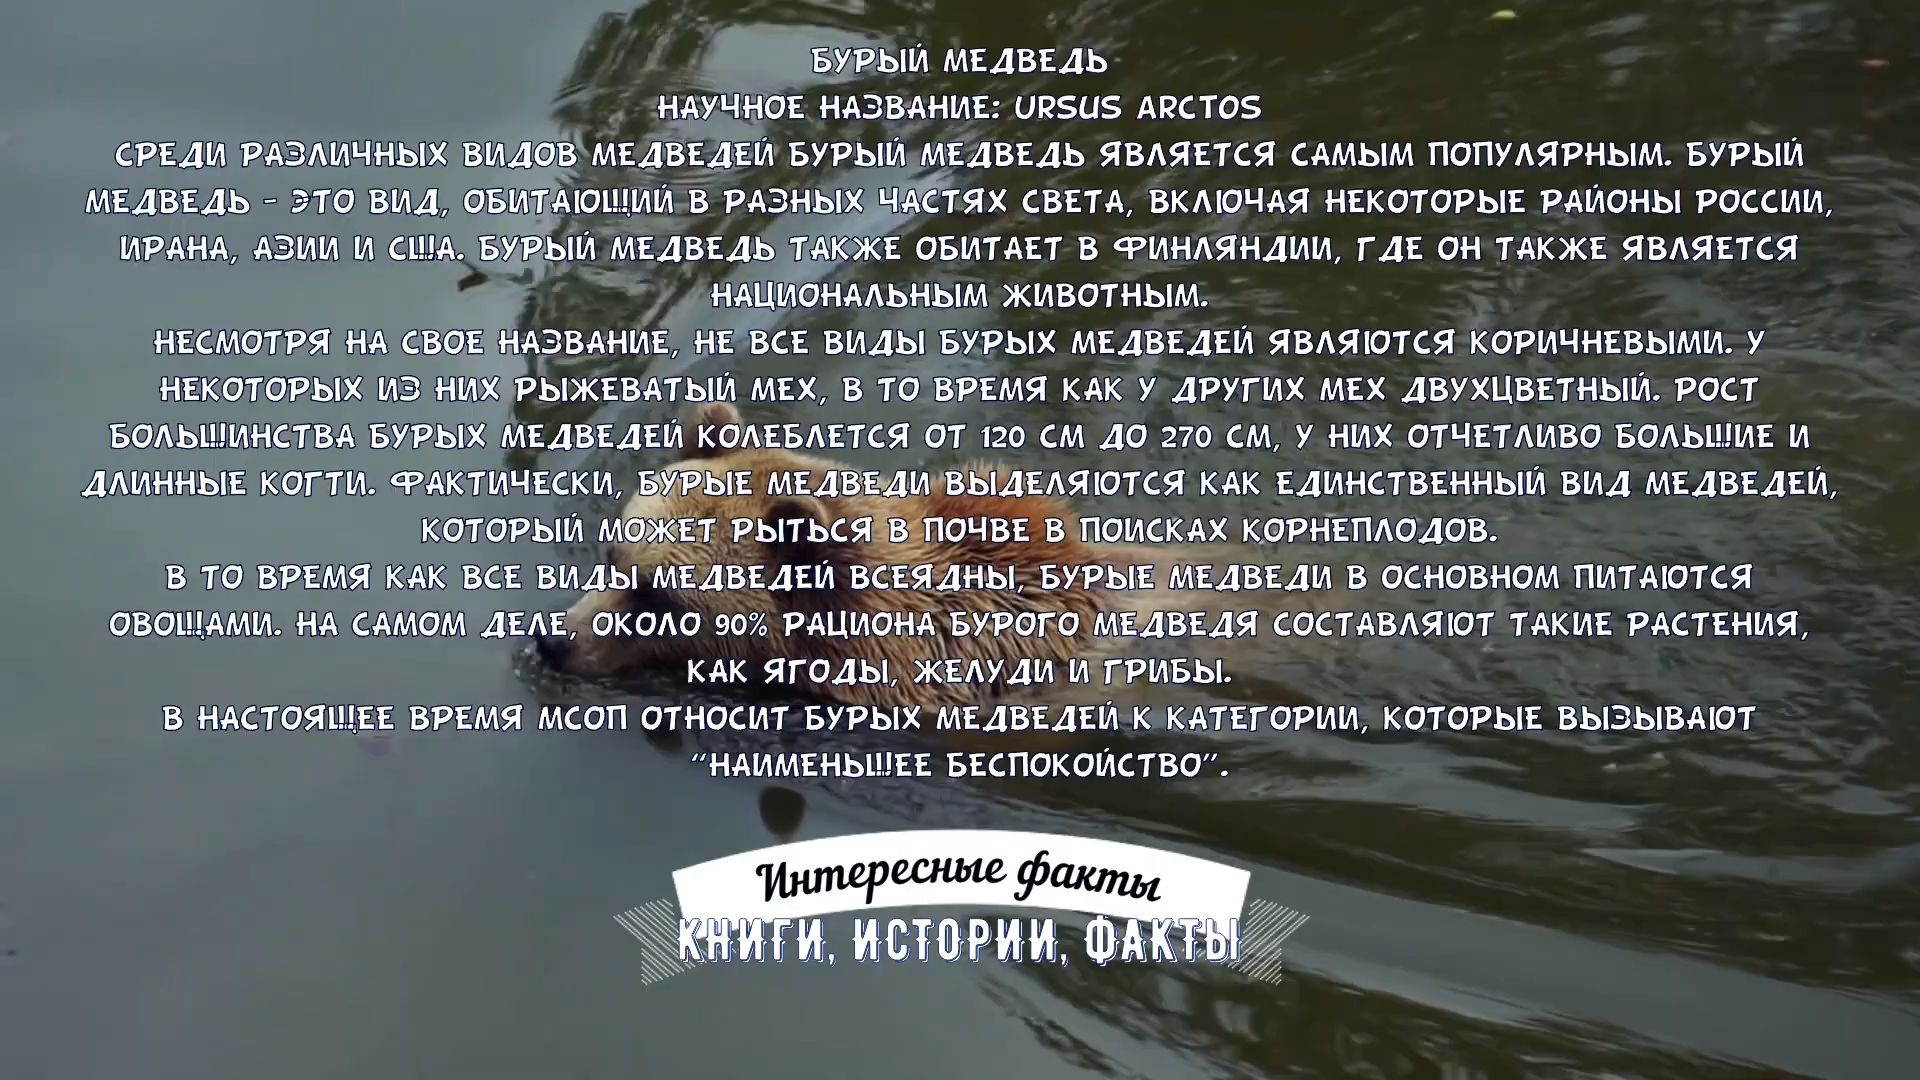 БУРЫЙ МЕДВЕДЬ
НАУЧНОЕ НАЗВАНИЕ: URSUS ARCTOS
СРЕДИ РАЗЛИЧНЫХ ВИДОВ МЕДВЕДЕЙ БУРЫЙ МЕДВЕДЬ ЯВЛЯЕТСЯ САМЫМ ПОПУЛЯРНЫМ. БУРЫЙ
МЕДВЕДЬ - ЭТО ВИД, ОБИТАЮЩИЙ В РАЗНЫХ ЧАСТЯХ СВЕТА, ВКЛЮЧАЯ НЕКОТОРЫЕ РАЙОНЫ РОССИИ,
ИРАНА, АЗИИ И США. БУРЫЙ МЕДВЕДЬ ТАКЖЕ ОБИТАЕТ В ФИНЛЯНДИИ, ГДЕ ОН ТАКЖЕ ЯВЛЯЕТСЯ
НАЦИОНАЛЬНЫМ ЖИВОТНЫМ.
НЕСМОТРЯ НА СВОЕ НАЗВАНИЕ, НЕ ВСЕ ВИДЫ БУРЫХ МЕДВЕДЕЙ ЯВЛЯЮТСЯ КОРИЧНЕВЫМИ. У
НЕКОТОРЫХ ИЗ НИХ РЫЖЕВАТЫЙ МЕХ, В ТО ВРЕМЯ КАК У ДРУГИХ МЕХ ДВУХЦВЕТНЫЙ. РОСТ
БОЛЬШИНСТВА БУРЫХ МЕДВЕДЕЙ КОЛЕБЛЕТСЯ ОТ 120 СМ ДО 270 СМ, У НИХ ОТЧЕТЛИВО БОЛЬШИЕ И
ДЛИННЫЕ КОГТИ. ФАКТИЧЕСКИ, БУРЫЕ МЕДВЕДИ ВЫДЕЛЯЮТСЯ КАК ЕДИНСТВЕННЫЙ ВИД МЕДВЕДЕЙ,
КОТОРЫЙ МОЖЕТ РЫТЬСЯ В ПОЧВЕ В ПОИСКАХ КОРНЕПЛОДОВ.
В ТО ВРЕМЯ КАК ВСЕ ВИДЫ МЕДВЕДЕЙ ВСЕЯДНЫ, БУРЫЕ МЕДВЕДИ В ОСНОВНОМ ПИТАЮТСЯ
ОВОЩАМИ. НА САМОМ ДЕЛЕ, ОКОЛО 90% РАЦИОНА БУРОГО МЕДВЕДЯ СОСТАВЛЯЮТ ТАКИЕ РАСТЕНИЯ,
КАК ЯГОДЫ, ЖЕЛУДИ И ГРИБЫ.
В НАСТОЯЩЕЕ ВРЕМЯ МСОП ОТНОСИТ БУРЫХ МЕДВЕДЕЙ К КАТЕГОРИИ, КОТОРЫЕ ВЫЗЫВАЮТ
“НАИМЕНЬШЕЕ БЕСПОКОЙСТВО”.
Интересные факты
КНИГИ, ИСТОРИИ, ФАКТЫ